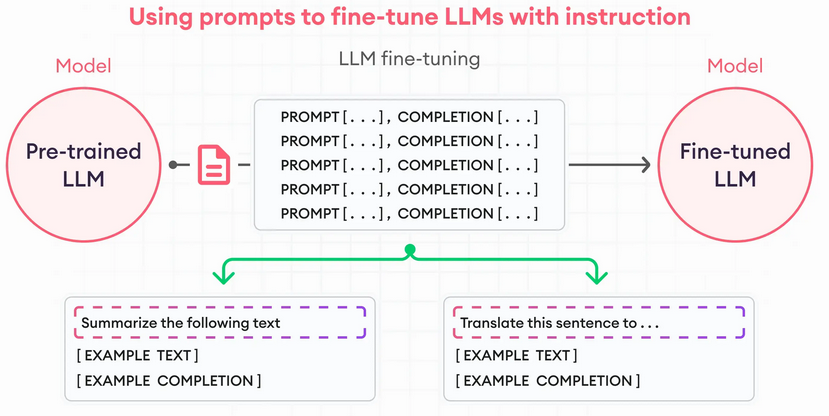 Using prompts to fine-tune LLMs with instruction
LLM fine-tuning
Model
Pre-trained
LLM
PROMPT[...], COMPLETION[...]
PROMPT[...], COMPLETION[...]
PROMPT[...], COMPLETION[...]
PROMPT[...], COMPLETION[...]
PROMPT[...], COMPLETION[...]
Model
Fine-tuned
LLM
Summarize the following text
[EXAMPLE TEXT]
[EXAMPLE COMPLETION]
Translate this sentence to ...
[EXAMPLE TEXT]
[EXAMPLE COMPLETION]